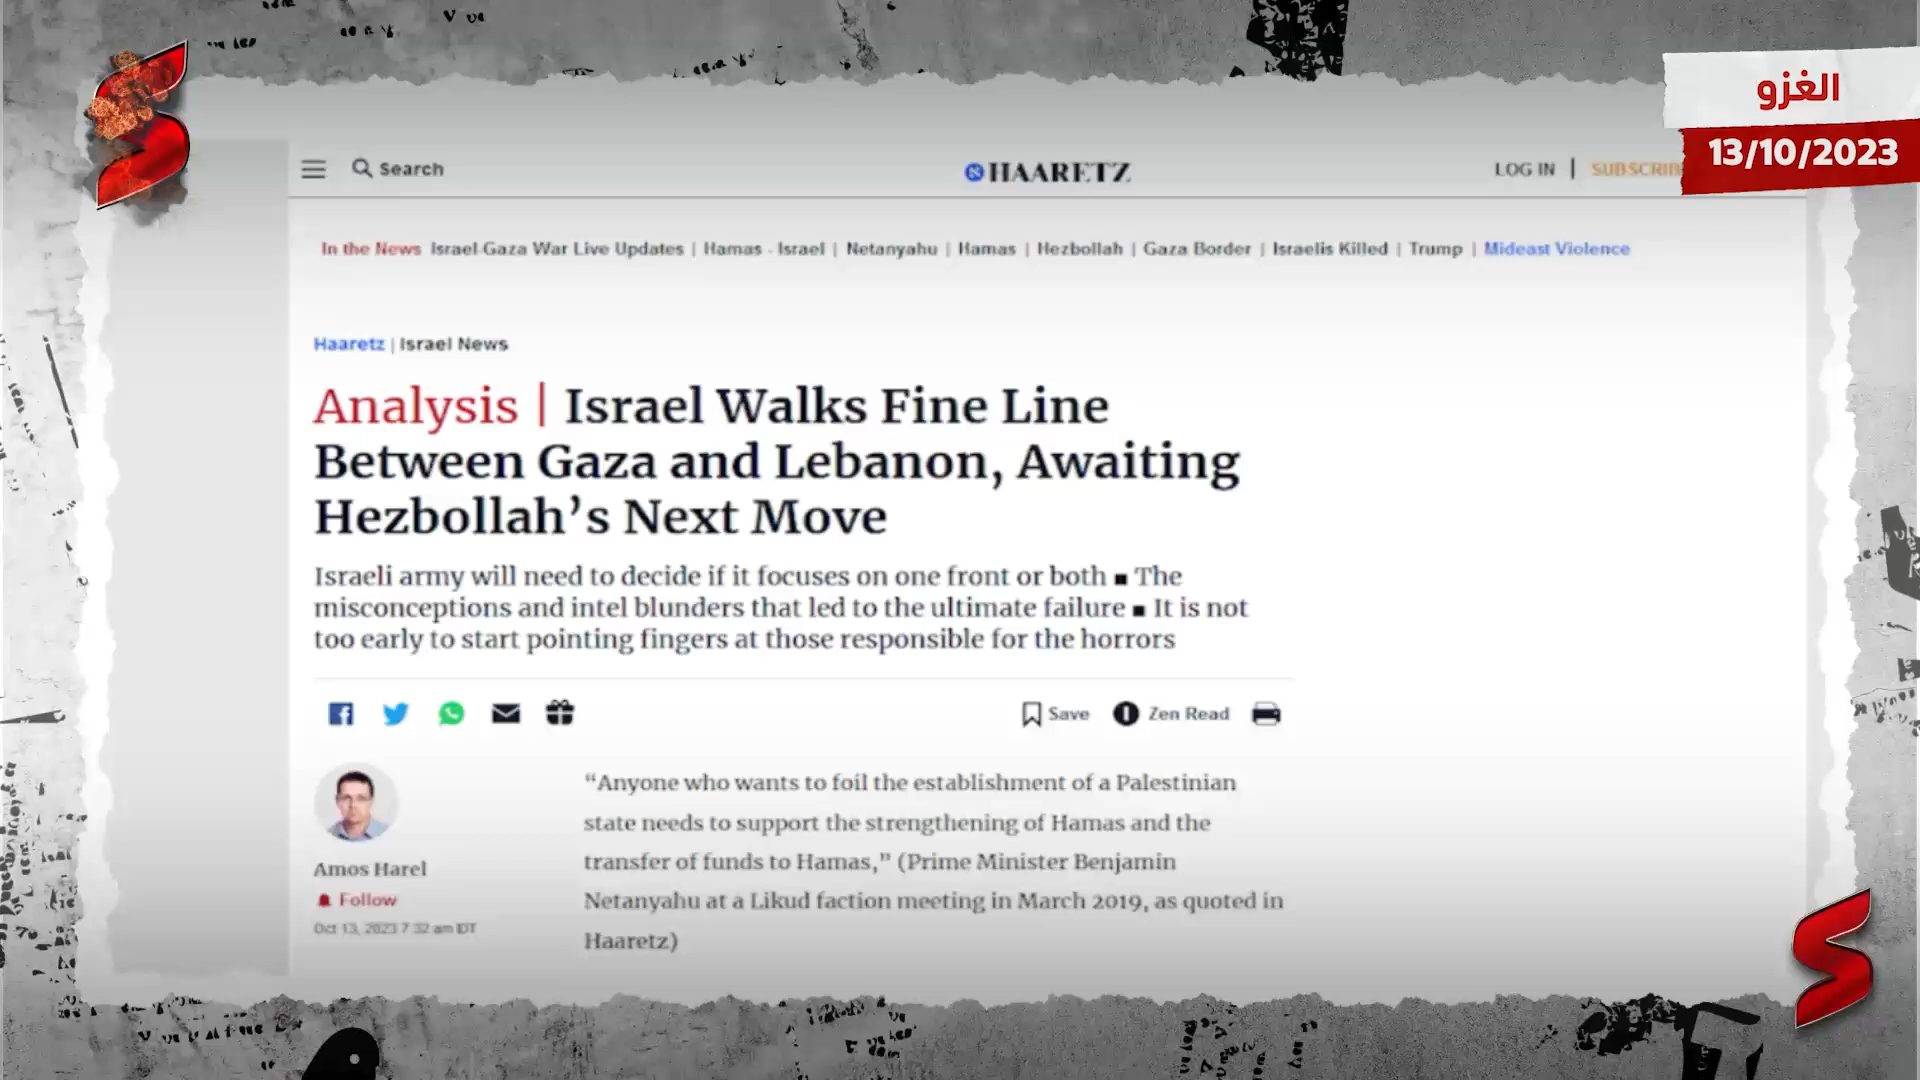 الغزو
13/10/2023
Search
HAARETZ
LOG IN | SUBSCRIB
In the News Israel-Gaza War Live Updates | Hamas - Israel | Netanyahu | Hamas | Hezbollah | Gaza Border | Israelis Killed | Trump | Mideast Violence
Haaretz | Israel News
Analysis | Israel Walks Fine Line
Between Gaza and Lebanon, Awaiting
Hezbollah’s Next Move
Israeli army will need to decide if it focuses on one front or both ■ The
misconceptions and intel blunders that led to the ultimate failure ■ It is not
too early to start pointing fingers at those responsible for the horrors
Save
Zen Read
“Anyone who wants to foil the establishment of a Palestinian
state needs to support the strengthening of Hamas and the
transfer of funds to Hamas,” (Prime Minister Benjamin
Netanyahu at a Likud faction meeting in March 2019, as quoted in
Haaretz)
Amos Harel
Follow
Oct 13, 2023 7:32 am IDT